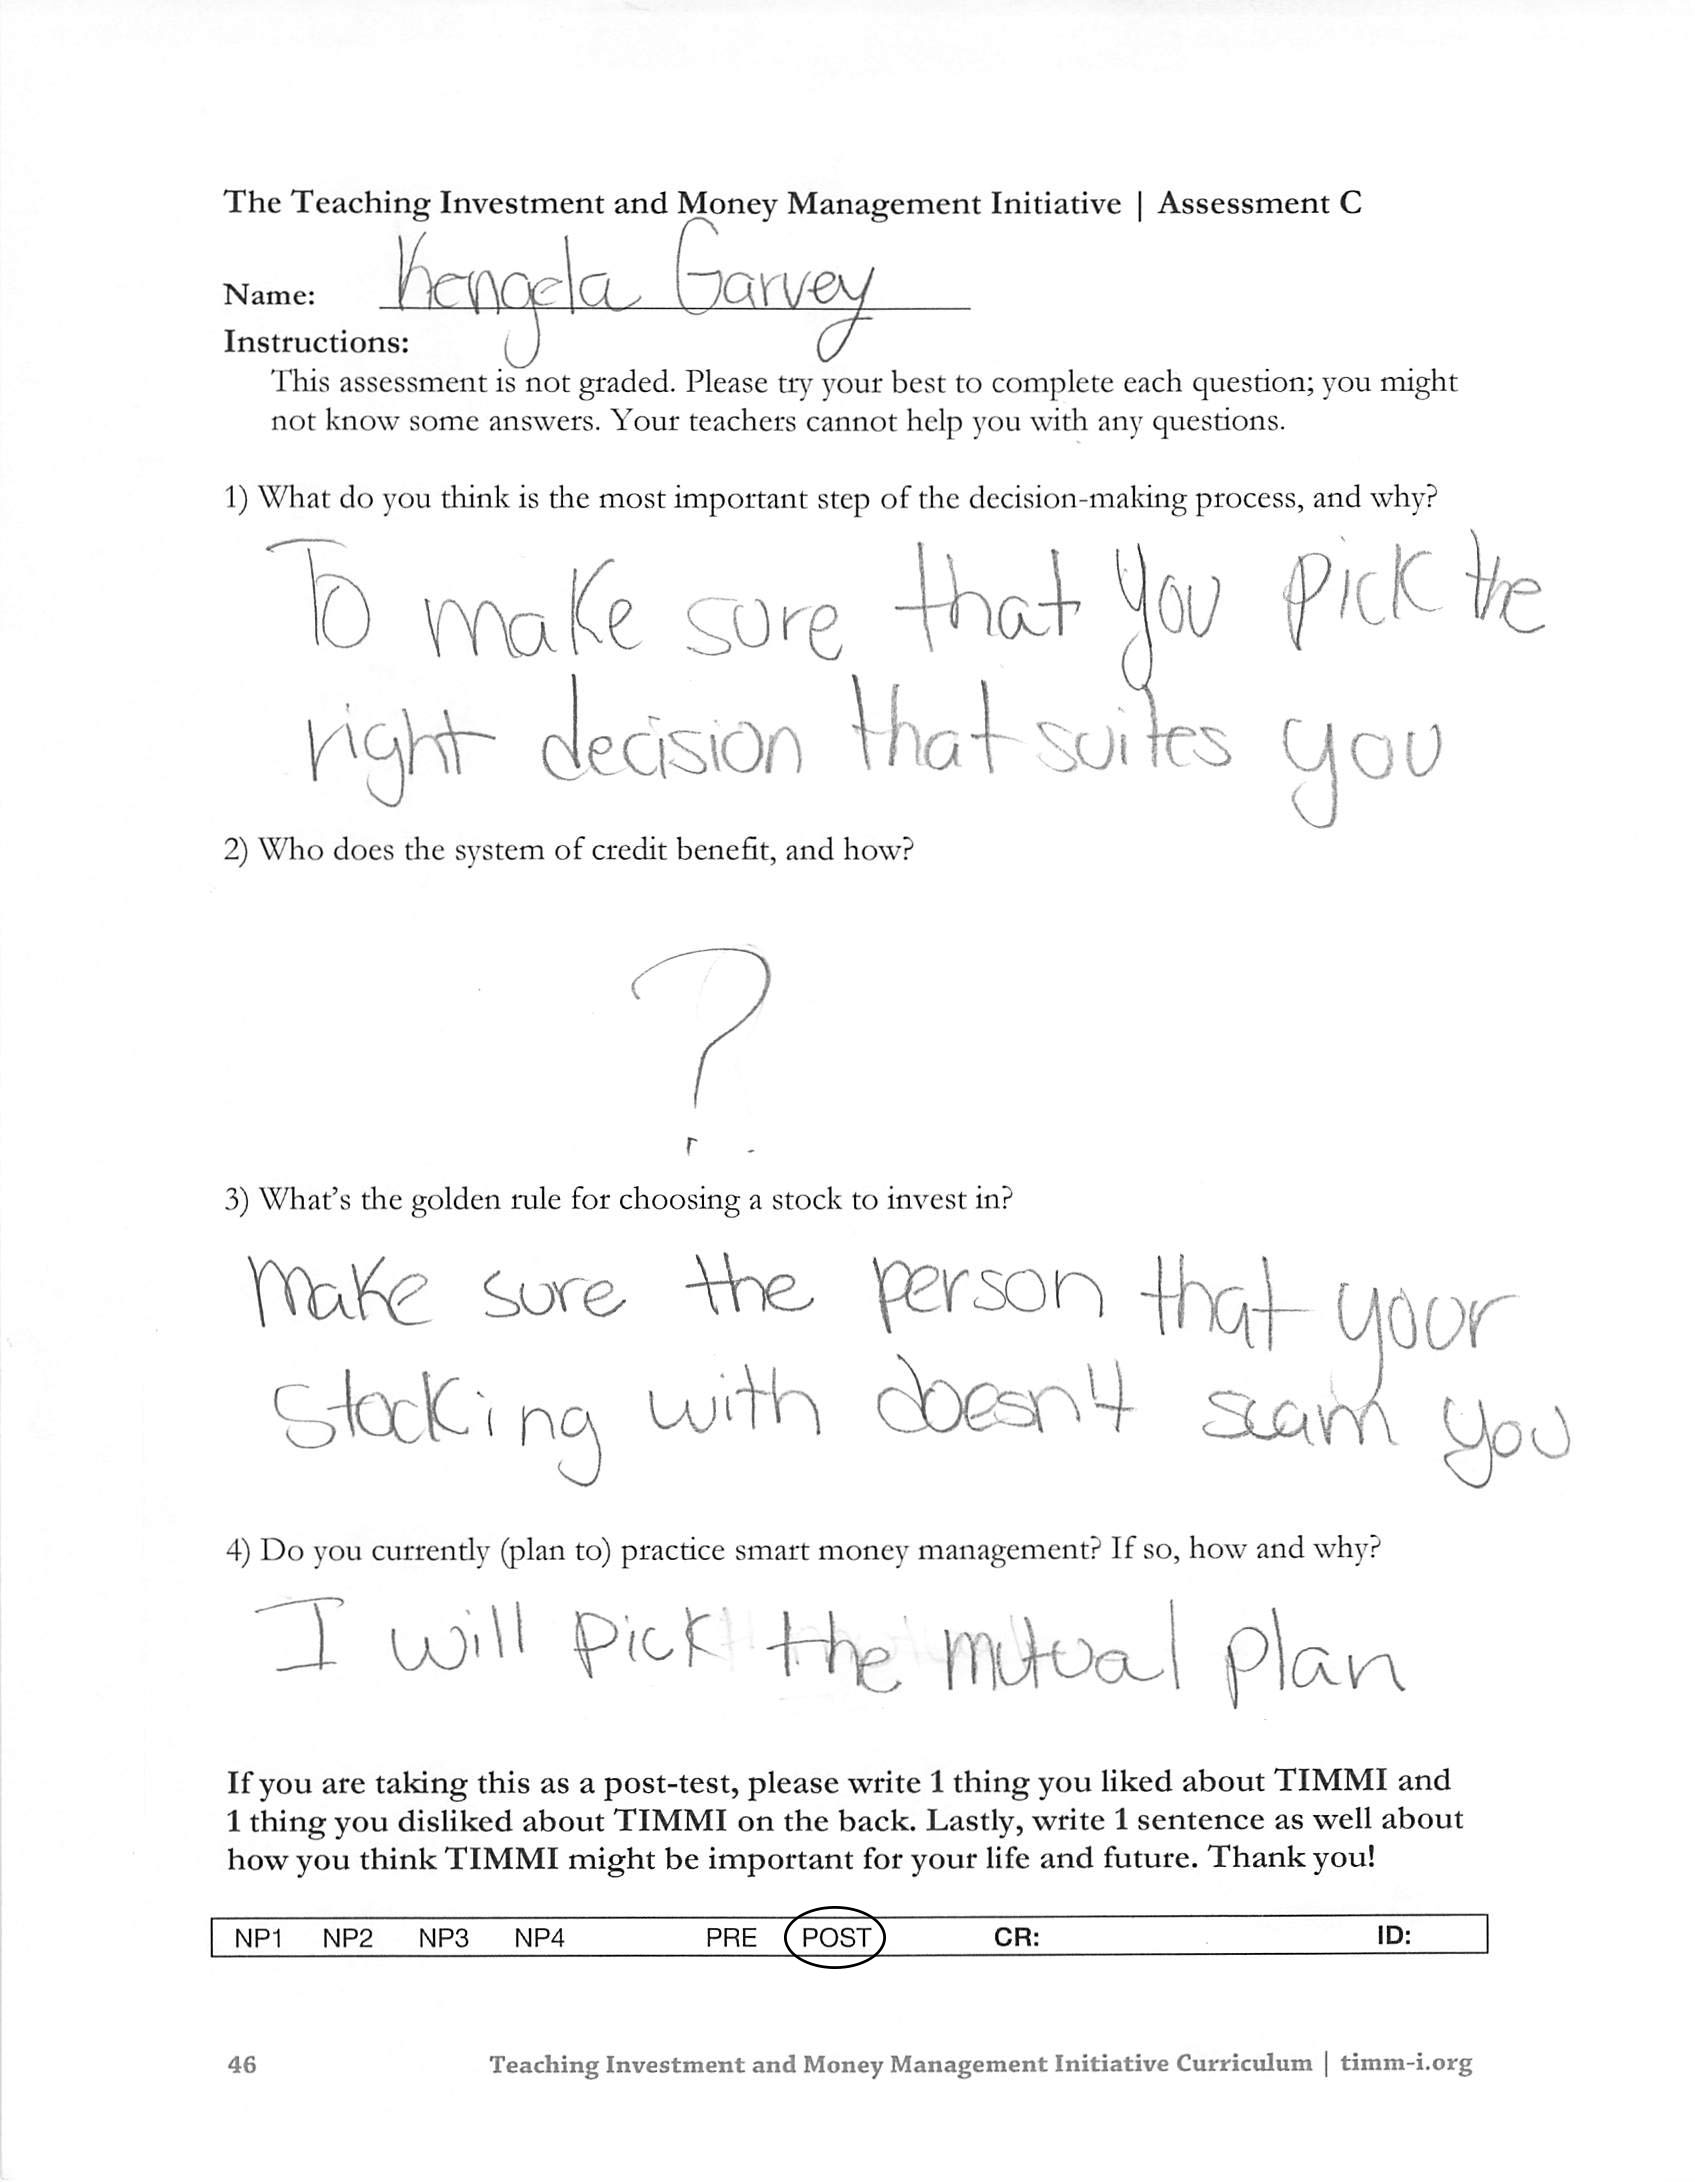 The Teaching Investment and Money Management Initiative | Assessment C
Name: Kengela Garvey
Instructions:
This assessment is not graded. Please try your best to complete each question; you might
not know some answers. Your teachers cannot help you with any questions.
1) What do you think is the most important step of the decision-making process, and why?
To make sure that you pick the
right decision that suites you
2) Who does the system of credit benefit, and how?
?
3) What's the golden rule for choosing a stock to invest in?
Make sure the person that your
stocking with doesn't scam you
4) Do you currently (plan to) practice smart money management? If so, how and why?
I will pick the mutual plan
If you are taking this as a post-test, please write 1 thing you liked about TIMMI and
1 thing you disliked about TIMMI on the back. Lastly, write 1 sentence as well about
how you think TIMMI might be important for your life and future. Thank you!
NP1 NP2 NP3 NP4 PRE POST CR: ID:
46 Teaching Investment and Money Management Initiative Curriculum | timm-i.org